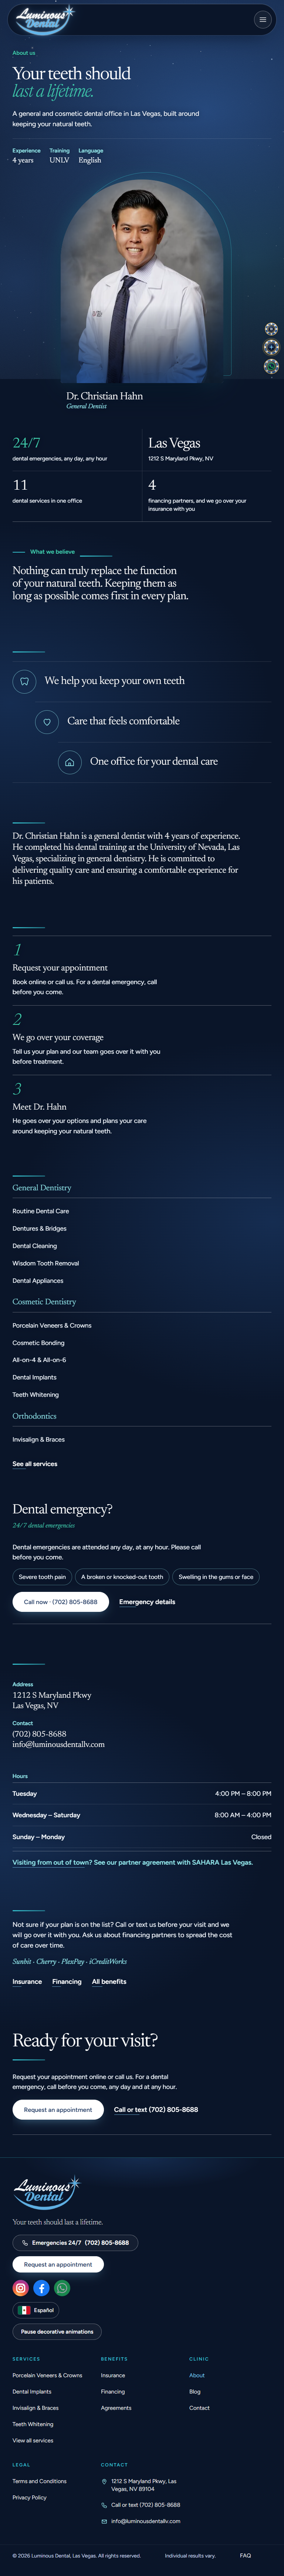 Luminous
Dental
About us
Your teeth should
last a lifetime.
A general and cosmetic dental office in Las Vegas, built around
keeping your natural teeth.
Experience
Training
Language
4 years
UNLV
English
Dr. Christian Hahn
General Dentist
24/7
dental emergencies, any day, any hour
Las Vegas
1212 S Maryland Pkwy, NV
11
dental services in one office
4
financing partners, and we go over your
insurance with you
What we believe
Nothing can truly replace the function
of your natural teeth. Keeping them as
long as possible comes first in every plan.
We help you keep your own teeth
Care that feels comfortable
One office for your dental care
Dr. Christian Hahn is a general dentist with 4 years of experience.
He completed his dental training at the University of Nevada, Las
Vegas, specializing in general dentistry. He is committed to
delivering quality care and ensuring a comfortable experience for
his patients.
1
Request your appointment
Book online or call us. For a dental emergency, call
before you come.
2
We go over your coverage
Tell us your plan and our team goes over it with you
before treatment.
3
Meet Dr. Hahn
He goes over your options and plans your care
around keeping your natural teeth.
General Dentistry
Routine Dental Care
Dentures & Bridges
Dental Cleaning
Wisdom Tooth Removal
Dental Appliances
Cosmetic Dentistry
Porcelain Veneers & Crowns
Cosmetic Bonding
All-on-4 & All-on-6
Dental Implants
Teeth Whitening
Orthodontics
Invisalign & Braces
See all services
Dental emergency?
24/7 dental emergencies
Dental emergencies are attended any day, at any hour. Please call
before you come.
Severe tooth pain
A broken or knocked-out tooth
Swelling in the gums or face
Call now · (702) 805-8688
Emergency details
Address
1212 S Maryland Pkwy
Las Vegas, NV
Contact
(702) 805-8688
info@luminousdentallv.com
Hours
Tuesday
4:00 PM – 8:00 PM
Wednesday – Saturday
8:00 AM – 4:00 PM
Sunday – Monday
Closed
Visiting from out of town? See our partner agreement with SAHARA Las Vegas.
Not sure if your plan is on the list? Call or text us before your visit and we
will go over it with you. Ask us about financing partners to spread the cost
of care over time.
Sunbit · Cherry · PlexPay · iCreditWorks
Insurance
Financing
All benefits
Ready for your visit?
Request your appointment online or call us. For a dental
emergency, call before you come, any day and at any hour.
Request an appointment
Call or text (702) 805-8688
Luminous
Dental
Your teeth should last a lifetime.
Emergencies 24/7 (702) 805-8688
Request an appointment
Español
Pause decorative animations
SERVICES
Porcelain Veneers & Crowns
Dental Implants
Invisalign & Braces
Teeth Whitening
View all services
BENEFITS
Insurance
Financing
Agreements
CLINIC
About
Blog
Contact
LEGAL
Terms and Conditions
Privacy Policy
CONTACT
1212 S Maryland Pkwy, Las
Vegas, NV 89104
Call or text (702) 805-8688
info@luminousdentallv.com
© 2026 Luminous Dental, Las Vegas. All rights reserved.
Individual results vary.
FAQ